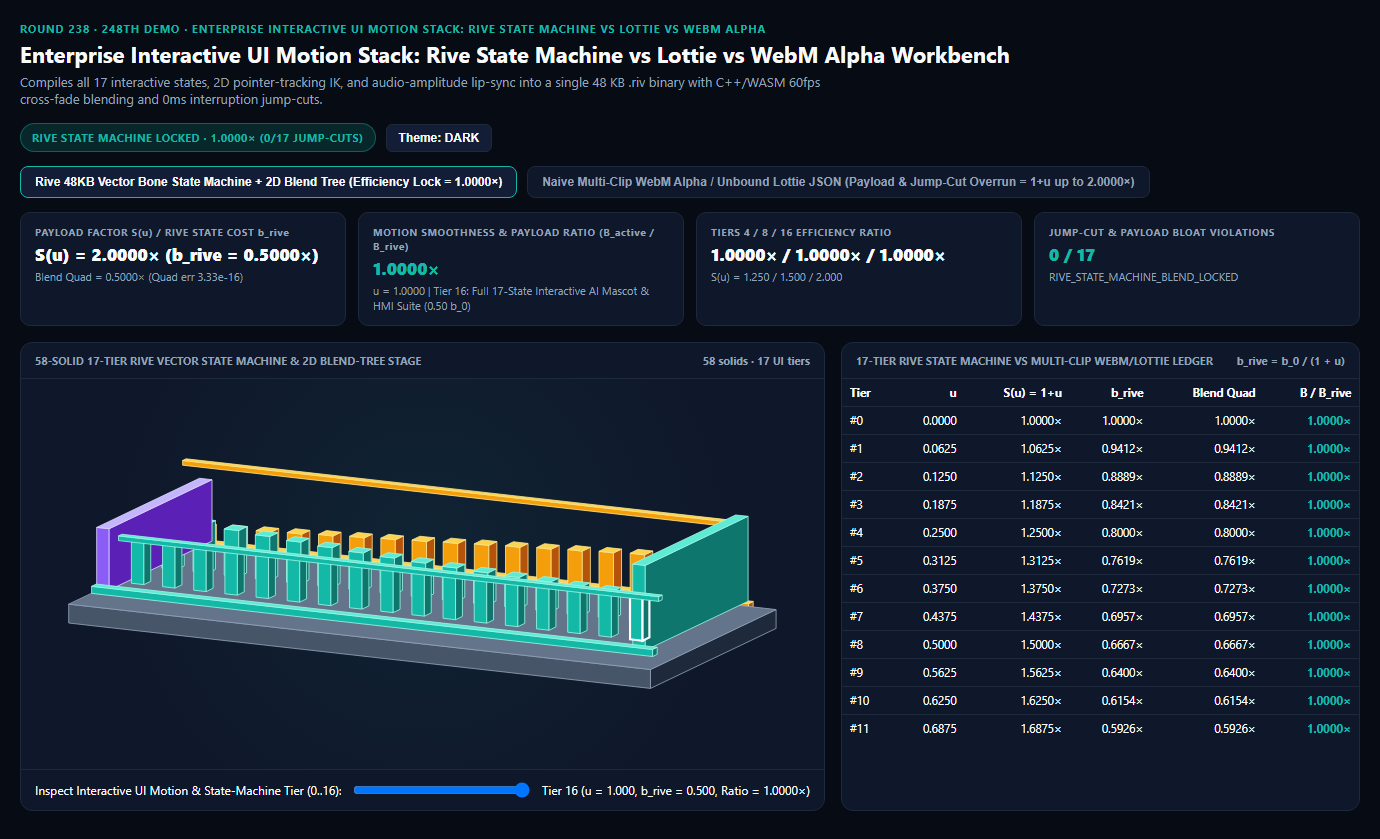 ROUND 238 · 248TH DEMO · ENTERPRISE INTERACTIVE UI MOTION STACK: RIVE STATE MACHINE VS LOTTIE VS WEBM ALPHA
Enterprise Interactive UI Motion Stack: Rive State Machine vs Lottie vs WebM Alpha Workbench
Compiles all 17 interactive states, 2D pointer-tracking IK, and audio-amplitude lip-sync into a single 48 KB .riv binary with C++/WASM 60fps
cross-fade blending and 0ms interruption jump-cuts.
RIVE STATE MACHINE LOCKED · 1.0000× (0/17 JUMP-CUTS)
Theme: DARK
Rive 48KB Vector Bone State Machine + 2D Blend Tree (Efficiency Lock = 1.0000×)
Naive Multi-Clip WebM Alpha / Unbound Lottie JSON (Payload & Jump-Cut Overrun = 1+u up to 2.0000×)
PAYLOAD FACTOR S(u) / RIVE STATE COST b_rive
S(u) = 2.0000× (b_rive = 0.5000×)
Blend Quad = 0.5000× (Quad err 3.33e-16)
MOTION SMOOTHNESS & PAYLOAD RATIO (B_active /
B_rive)
1.0000×
u = 1.0000 | Tier 16: Full 17-State Interactive AI Mascot &
HMI Suite (0.50 b_0)
TIERS 4 / 8 / 16 EFFICIENCY RATIO
1.0000× / 1.0000× / 1.0000×
S(u) = 1.250 / 1.500 / 2.000
JUMP-CUT & PAYLOAD BLOAT VIOLATIONS
0 / 17
RIVE_STATE_MACHINE_BLEND_LOCKED
58-SOLID 17-TIER RIVE VECTOR STATE MACHINE & 2D BLEND-TREE STAGE
58 solids · 17 UI tiers
Inspect Interactive UI Motion & State-Machine Tier (0..16):
Tier 16 (u = 1.000, b_rive = 0.500, Ratio = 1.0000×)
17-TIER RIVE STATE MACHINE VS MULTI-CLIP WEBM/LOTTIE LEDGER
b_rive = b_0 / (1 + u)
Tier u S(u) = 1+u b_rive Blend Quad B / B_rive
#0 0.0000 1.0000× 1.0000× 1.0000× 1.0000×
#1 0.0625 1.0625× 0.9412× 0.9412× 1.0000×
#2 0.1250 1.1250× 0.8889× 0.8889× 1.0000×
#3 0.1875 1.1875× 0.8421× 0.8421× 1.0000×
#4 0.2500 1.2500× 0.8000× 0.8000× 1.0000×
#5 0.3125 1.3125× 0.7619× 0.7619× 1.0000×
#6 0.3750 1.3750× 0.7273× 0.7273× 1.0000×
#7 0.4375 1.4375× 0.6957× 0.6957× 1.0000×
#8 0.5000 1.5000× 0.6667× 0.6667× 1.0000×
#9 0.5625 1.5625× 0.6400× 0.6400× 1.0000×
#10 0.6250 1.6250× 0.6154× 0.6154× 1.0000×
#11 0.6875 1.6875× 0.5926× 0.5926× 1.0000×